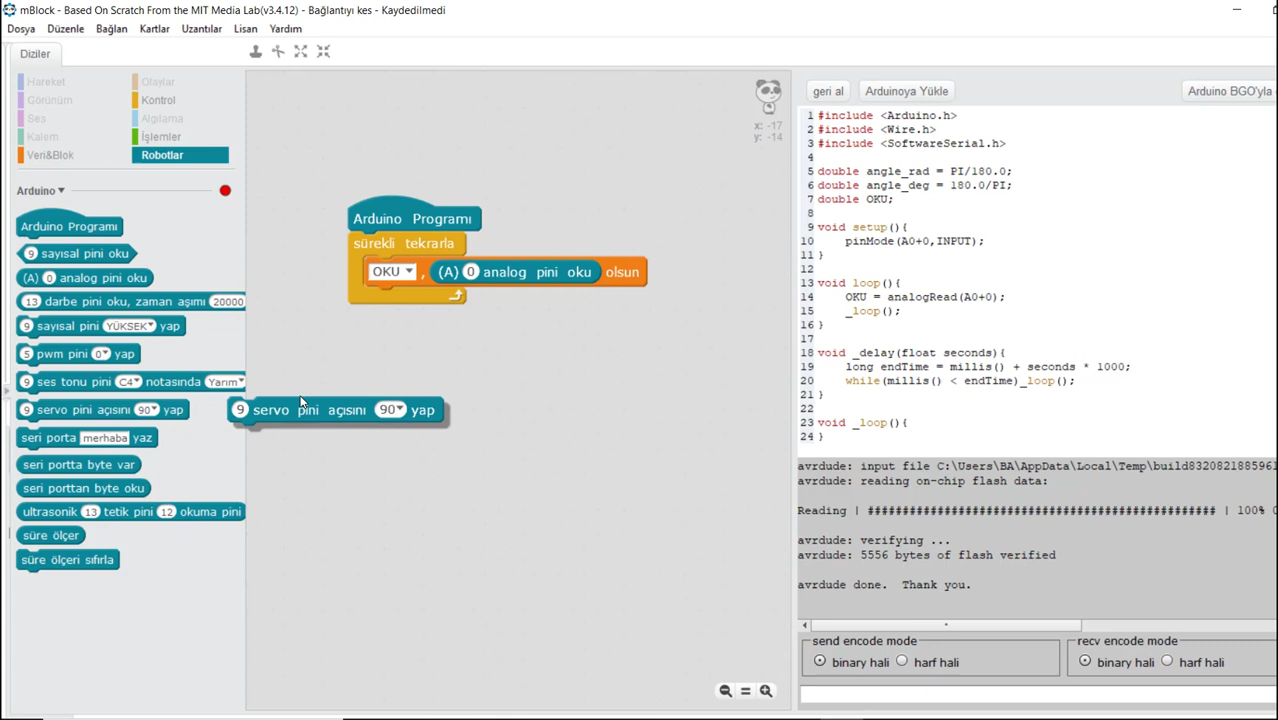 mBlock - Based On Scratch From the MIT Media Lab(v3.4.12) - Bağlantıyı kes - Kaydedilmedi
Dosya Düzenle Bağlan Kartlar Uzantılar Lisan Yardım
Diziler
Hareket Olaylar
Görünüm Kontrol
Ses Algılama
Kalem İşlemler
Veri&Blok Robotlar
Arduino
Arduino Programı
9 sayısal pini oku
(A) 0 analog pini oku
13 darbe pini oku, zaman aşımı 20000
9 sayısal pini YÜKSEK yap
5 pwm pini 0 yap
9 ses tonu pini C4 notasında Yarım
9 servo pini açısını 90 yap
seri porta merhaba yaz
seri portta byte var
seri porttan byte oku
ultrasonik 13 tetik pini 12 okuma pini
süre ölçer
süre ölçeri sıfırla
x: -17
y: -14
Arduino Programı
sürekli tekrarla
OKU , (A) 0 analog pini oku olsun
9 servo pini açısını 90 yap
geri al Arduinoya Yükle Arduino BGO'yla
1 #include <Arduino.h>
2 #include <Wire.h>
3 #include <SoftwareSerial.h>
4
5 double angle_rad = PI/180.0;
6 double angle_deg = 180.0/PI;
7 double OKU;
8
9 void setup(){
10 pinMode(A0+0,INPUT);
11 }
12
13 void loop(){
14 OKU = analogRead(A0+0);
15 _loop();
16 }
17
18 void _delay(float seconds){
19 long endTime = millis() + seconds * 1000;
20 while(millis() < endTime)_loop();
21 }
22
23 void _loop(){
24 }
avrdude: input file C:\Users\BA\AppData\Local\Temp\build8320821885961
avrdude: reading on-chip flash data:
Reading | ################################################## | 100%
avrdude: verifying ...
avrdude: 5556 bytes of flash verified
avrdude done. Thank you.
send encode mode recv encode mode
binary hali harf hali binary hali harf hali